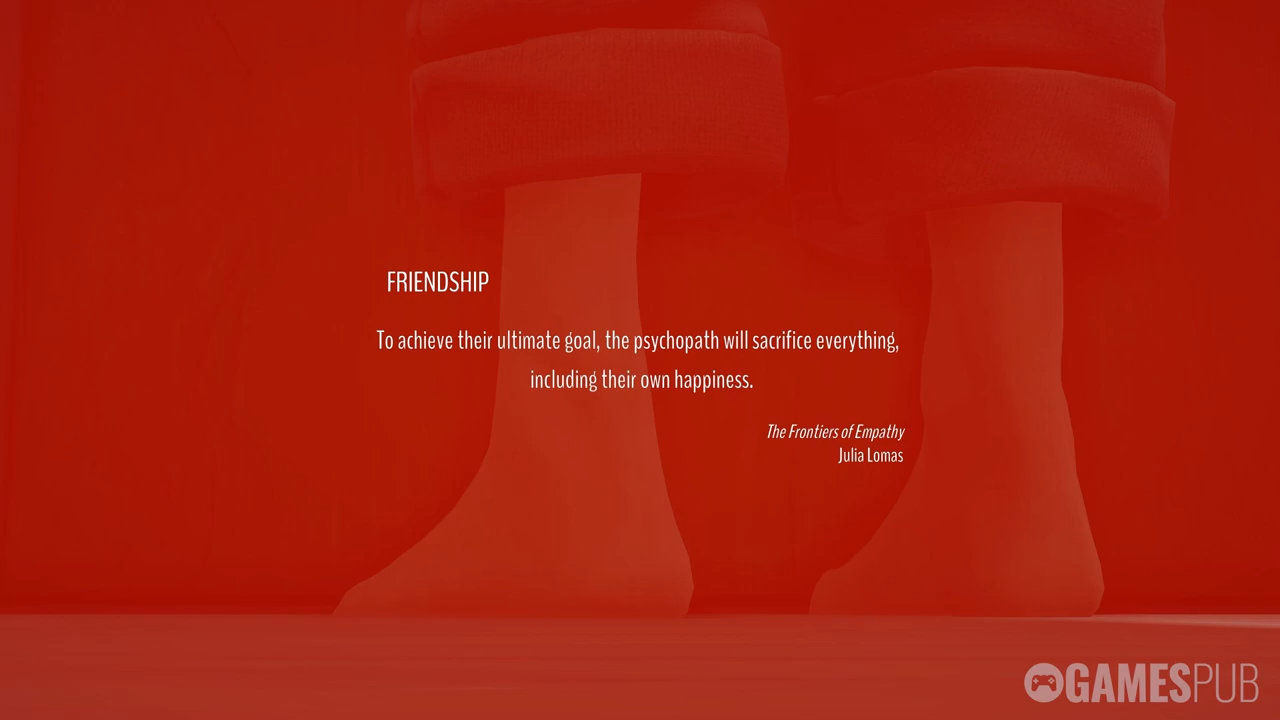 FRIENDSHIP
To achieve their ultimate goal, the psychopath will sacrifice everything,
including their own happiness.
The Frontiers of Empathy
Julia Lomas
GAMESPUB